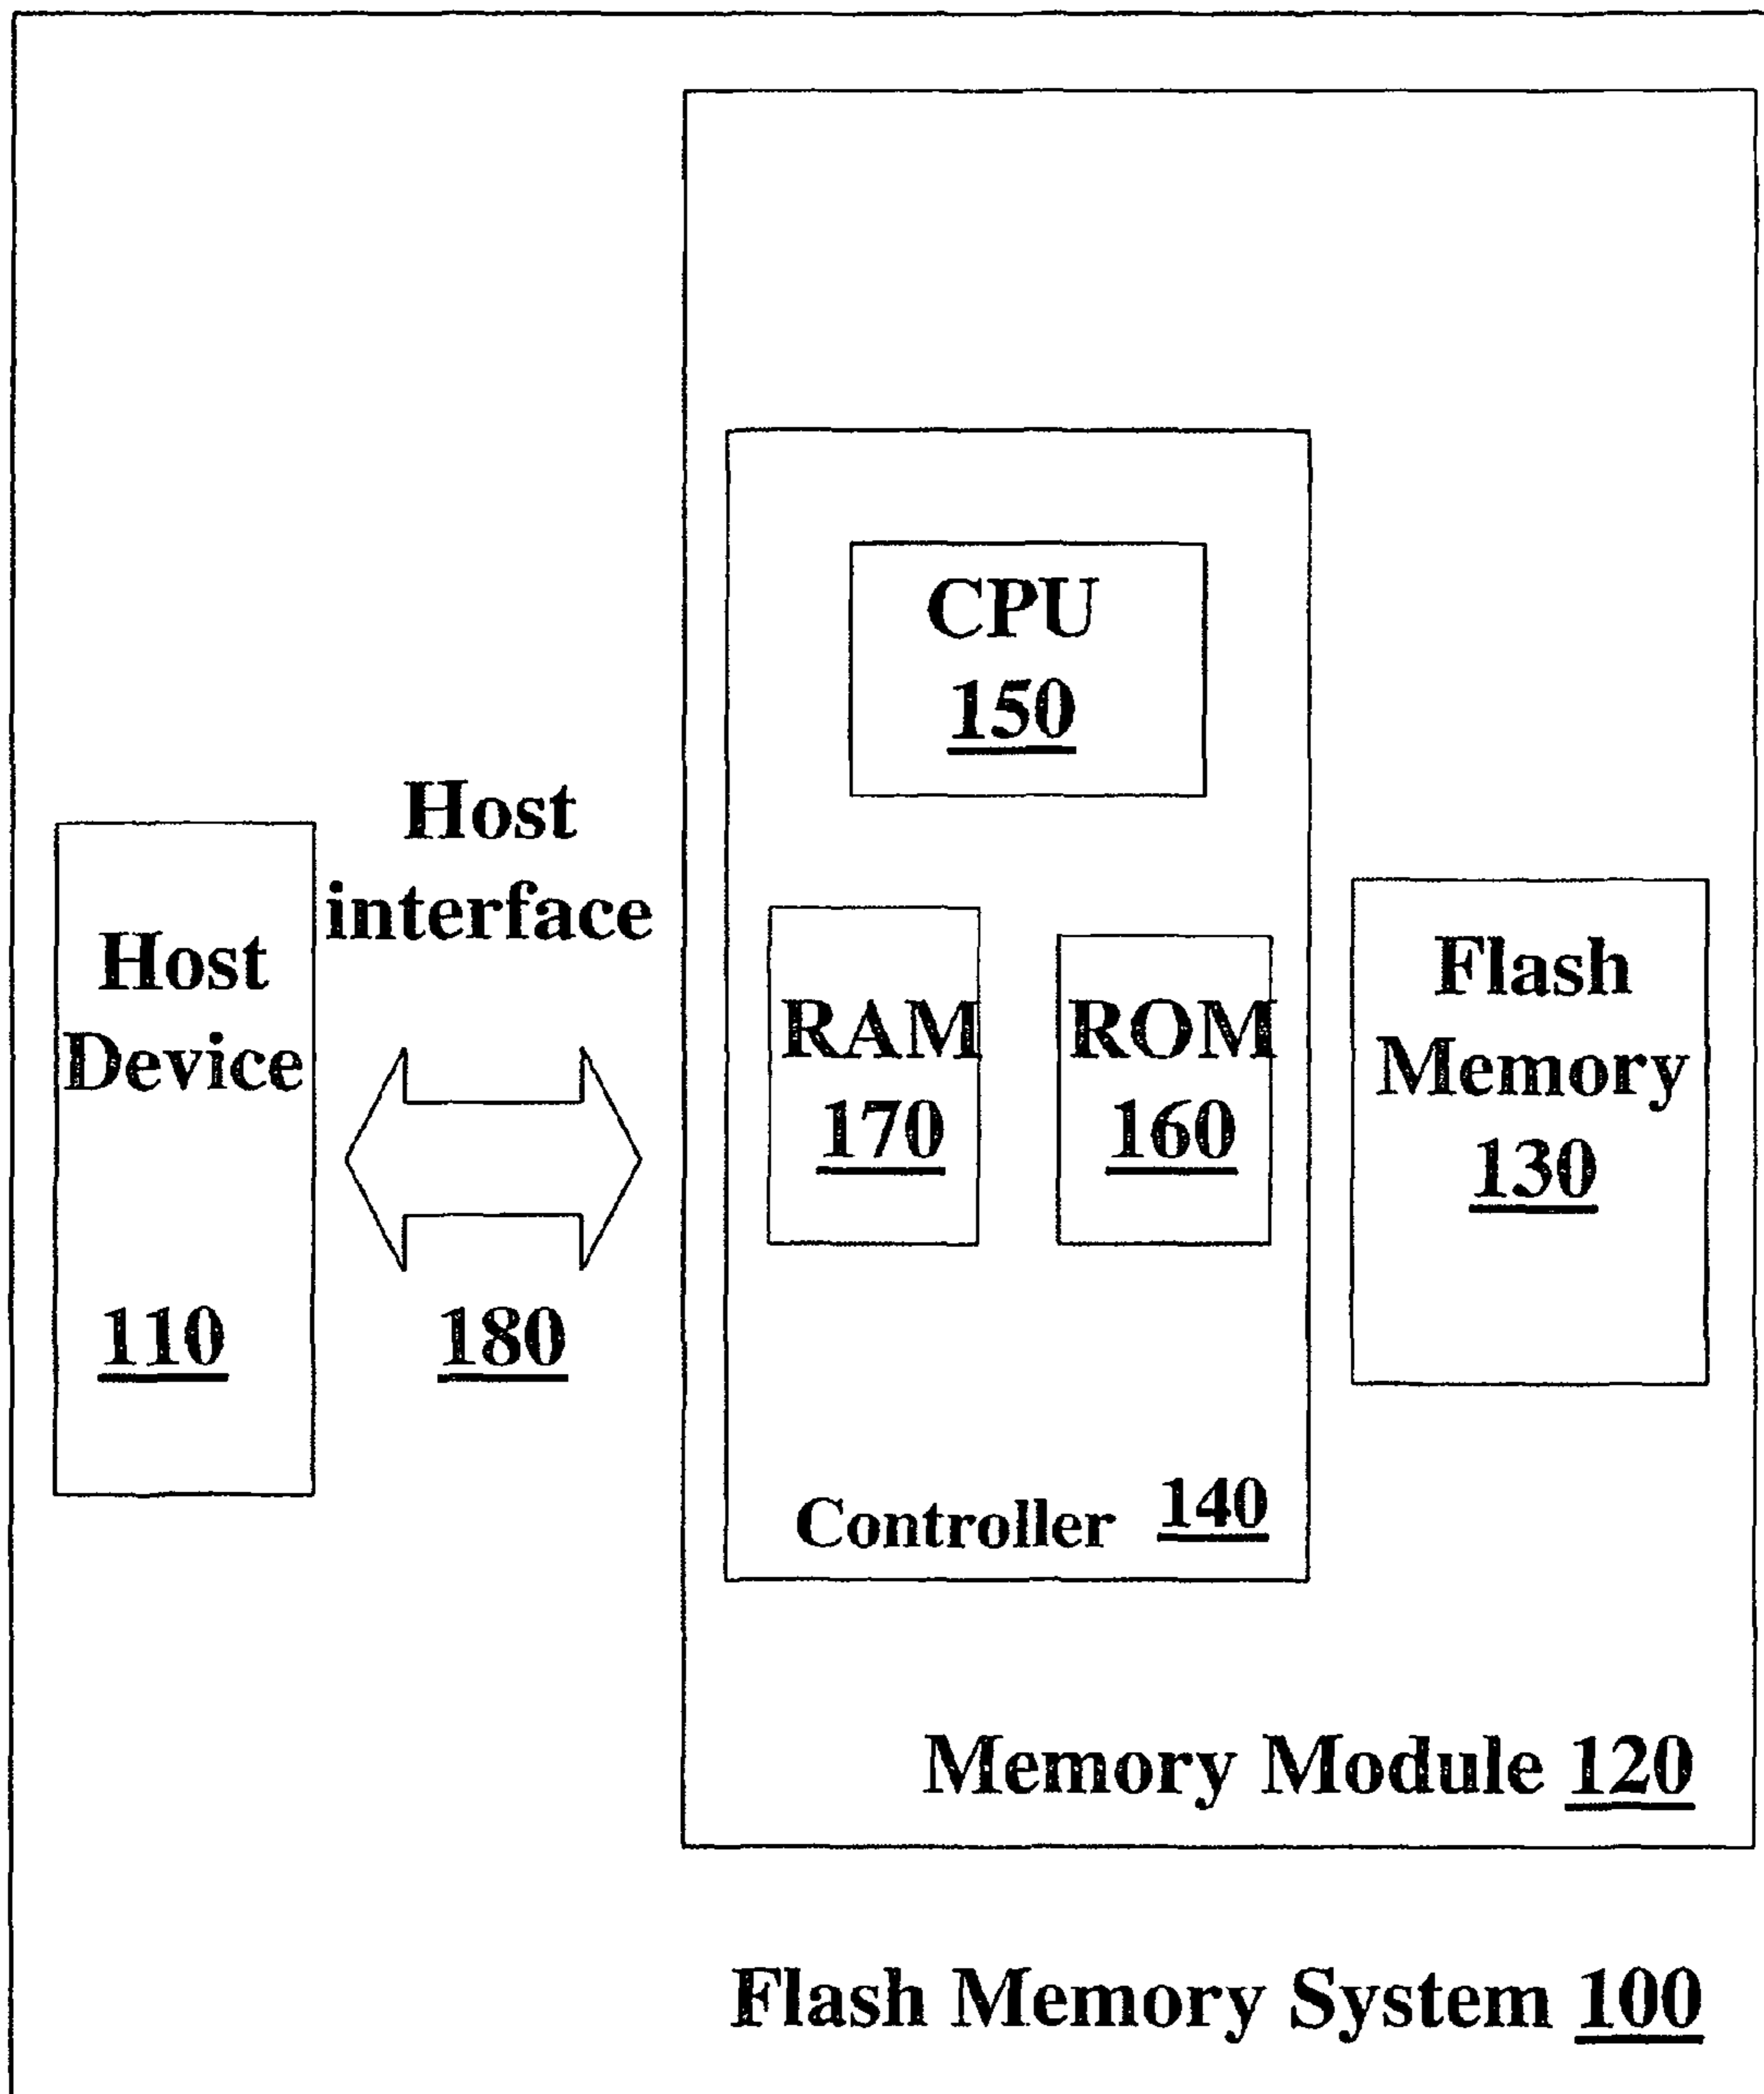 CPU
150
Host
interface
Host
Device
110
180
RAM
170
ROM
160
Flash
Memory
130
Controller 140
Memory Module 120
Flash Memory System 100